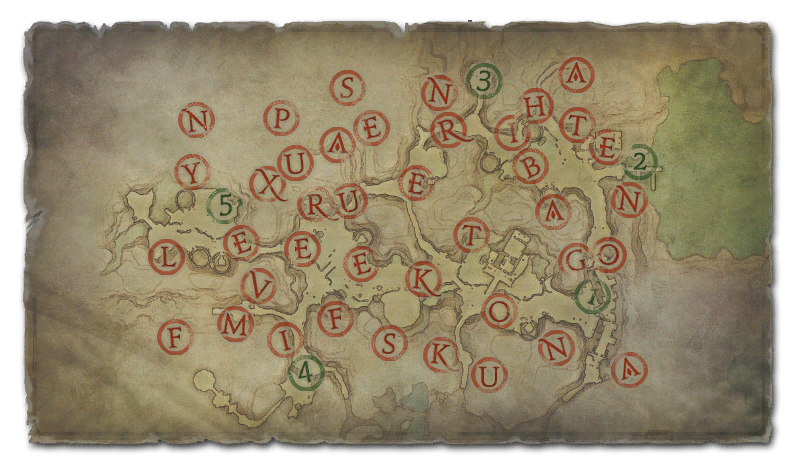 S A
N P N H
A E R I T E
Y X U E B 2
5 R U A N
L E E E T G O
V K 1
F M I F S K O N
4 U A
3